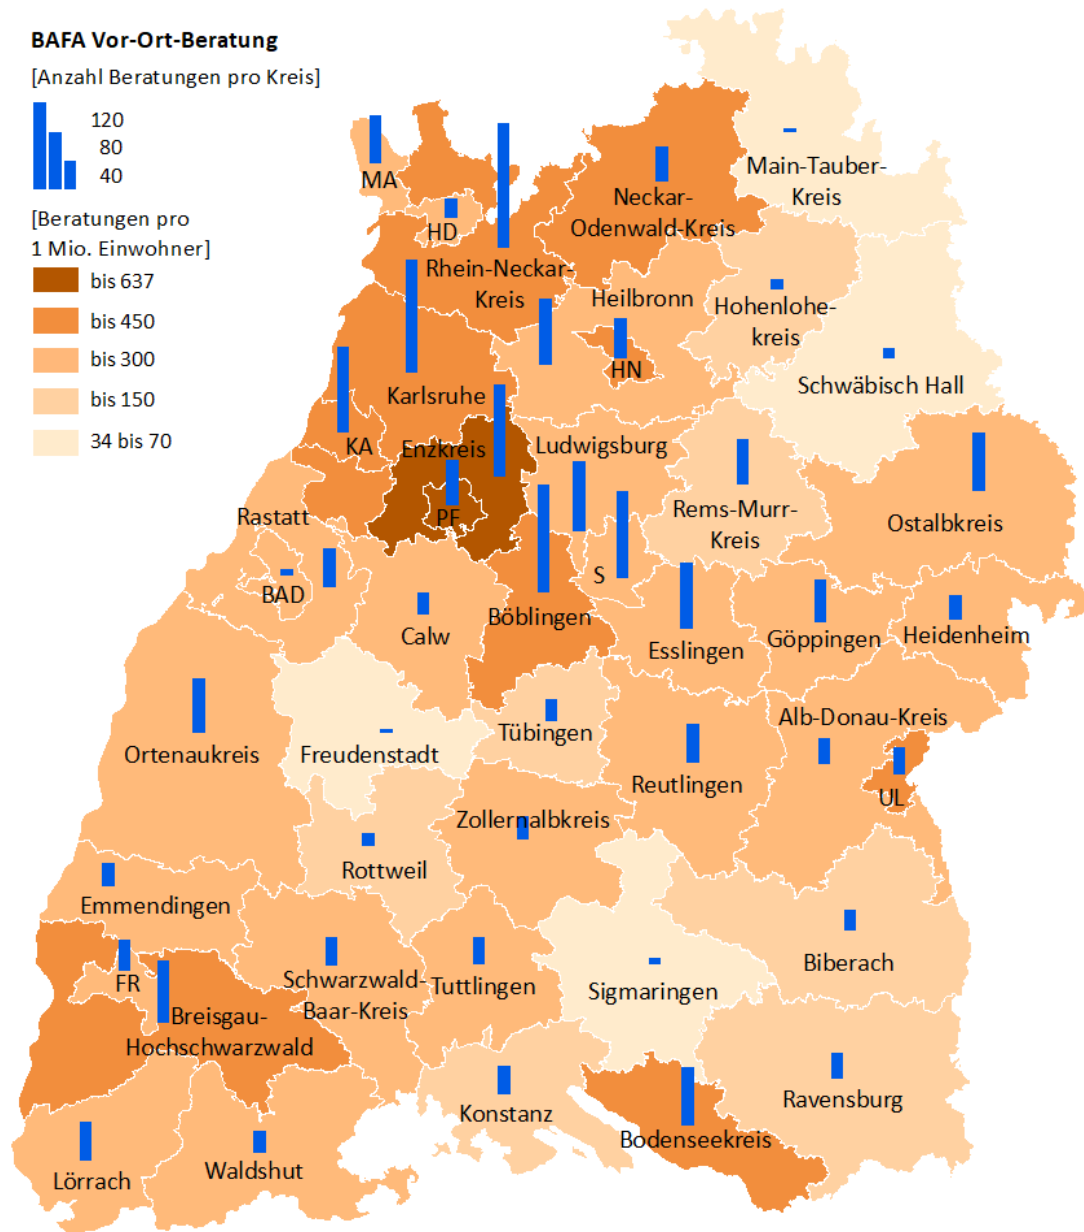 BAFA Vor-Ort-Beratung
[Anzahl Beratungen pro Kreis]
120
80
40
[Beratungen pro
1 Mio. Einwohner]
bis 637
bis 450
bis 300
bis 150
34 bis 70
MA
HD
Rhein-Neckar-
Kreis
Neckar-
Odenwald-Kreis
Main-Tauber-
Kreis
Heilbronn
HN
Hohenlohe-
kreis
Schwäbisch Hall
Karlsruhe
KA
Enzkreis
PF
Ludwigsburg
Rems-Murr-
Kreis
Ostalbkreis
Rastatt
BAD
Calw
Böblingen
S
Esslingen
Göppingen
Heidenheim
Ortenaukreis
Freudenstadt
Tübingen
Reutlingen
Alb-Donau-Kreis
UL
Zollernalbkreis
Rottweil
Emmendingen
FR
Breisgau-
Hochschwarzwald
Schwarzwald-
Baar-Kreis
Tuttlingen
Sigmaringen
Biberach
Lörrach
Waldshut
Konstanz
Bodenseekreis
Ravensburg